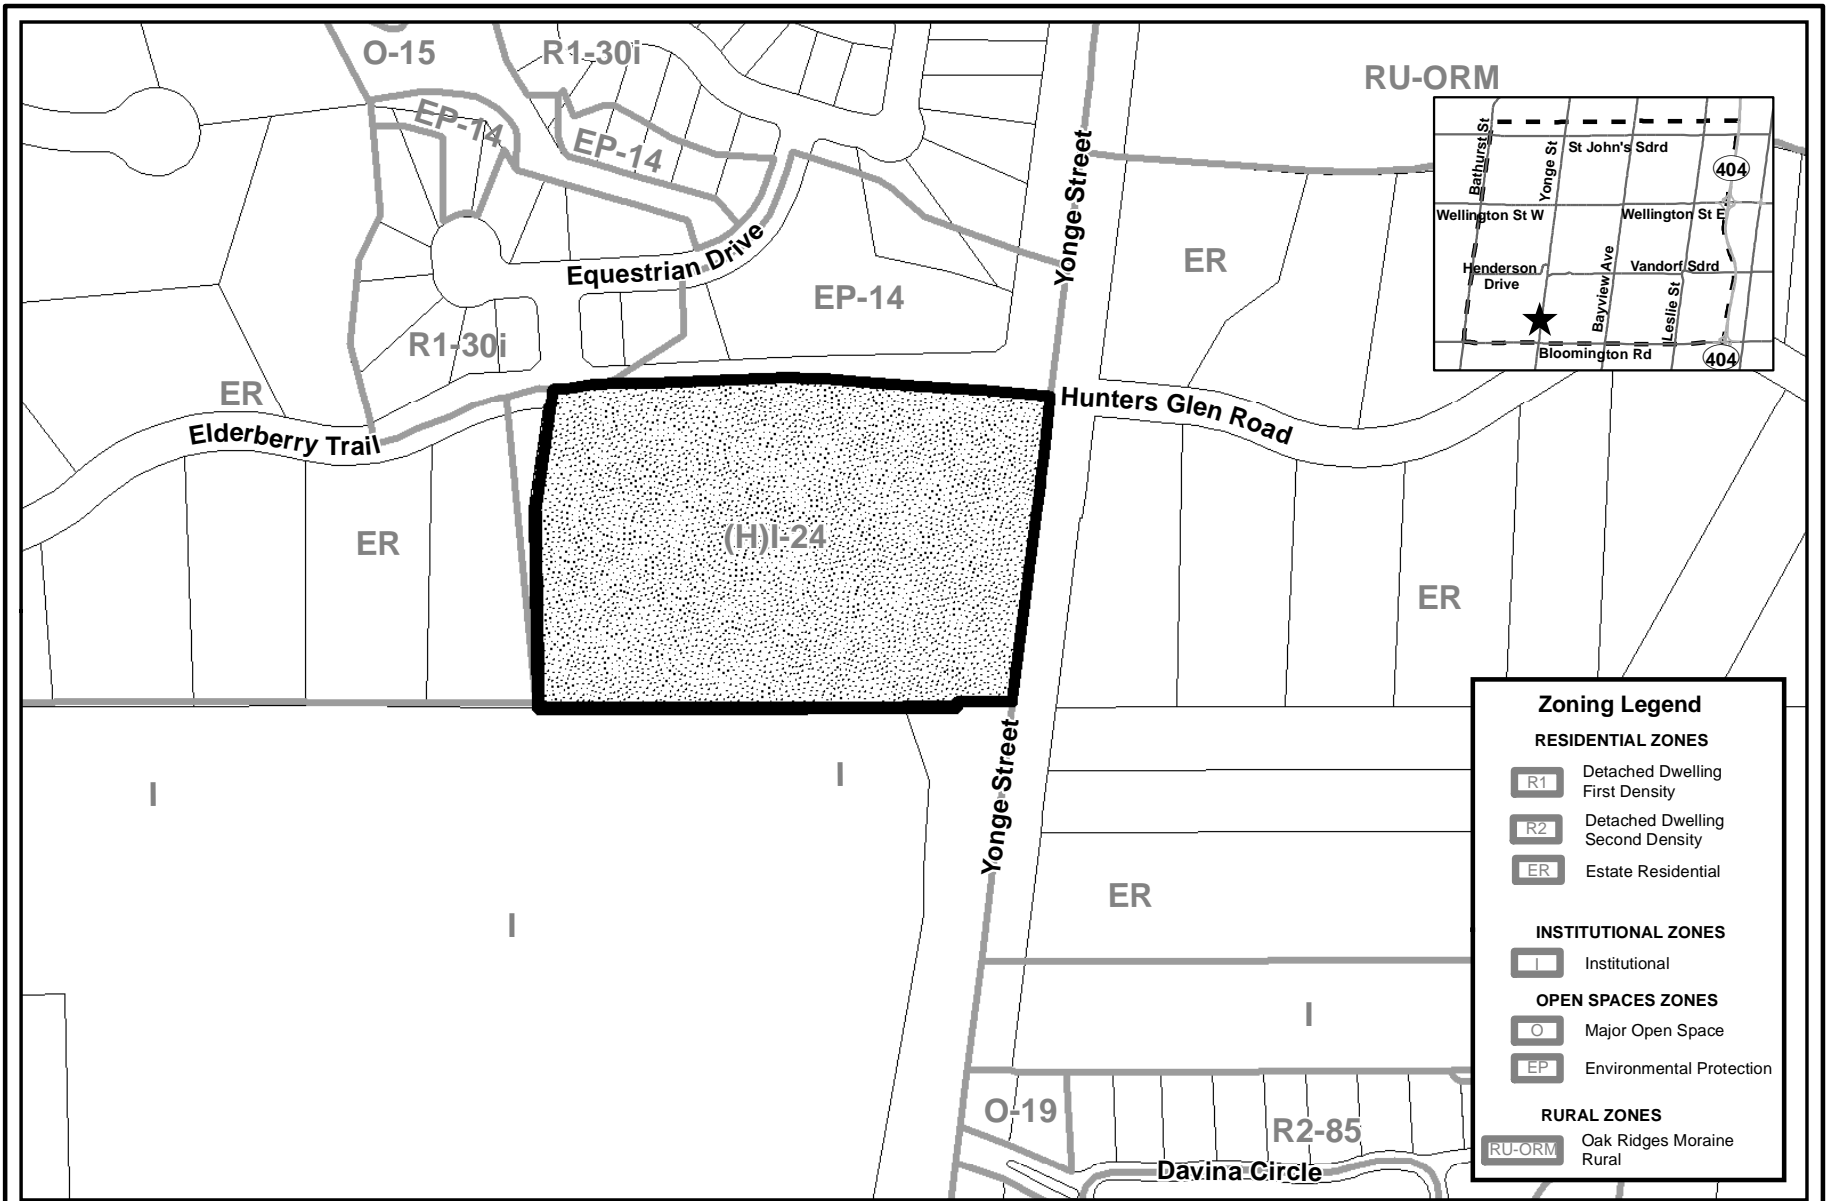 O-15
R1-30i
RU-ORM
EP-14
EP-14
Yonge Street
Equestrian Drive
ER
EP-14
R1-30i
ER
Elderberry Trail
Hunters Glen Road
ER
(H)I-24
ER
I
I
Yonge Street
I
ER
I
O-19
R2-85
Davina Circle
Bathurst St
Yonge St
St John's Sdrd
404
Wellington St W
Wellington St E
Henderson
Drive
Bayview Ave
Vandorf Sdrd
Leslie St
Bloomington Rd
404
Zoning Legend
RESIDENTIAL ZONES
R1
Detached Dwelling
First Density
R2
Detached Dwelling
Second Density
ER
Estate Residential
INSTITUTIONAL ZONES
I
Institutional
OPEN SPACES ZONES
O
Major Open Space
EP
Environmental Protection
RURAL ZONES
RU-ORM
Oak Ridges Moraine
Rural